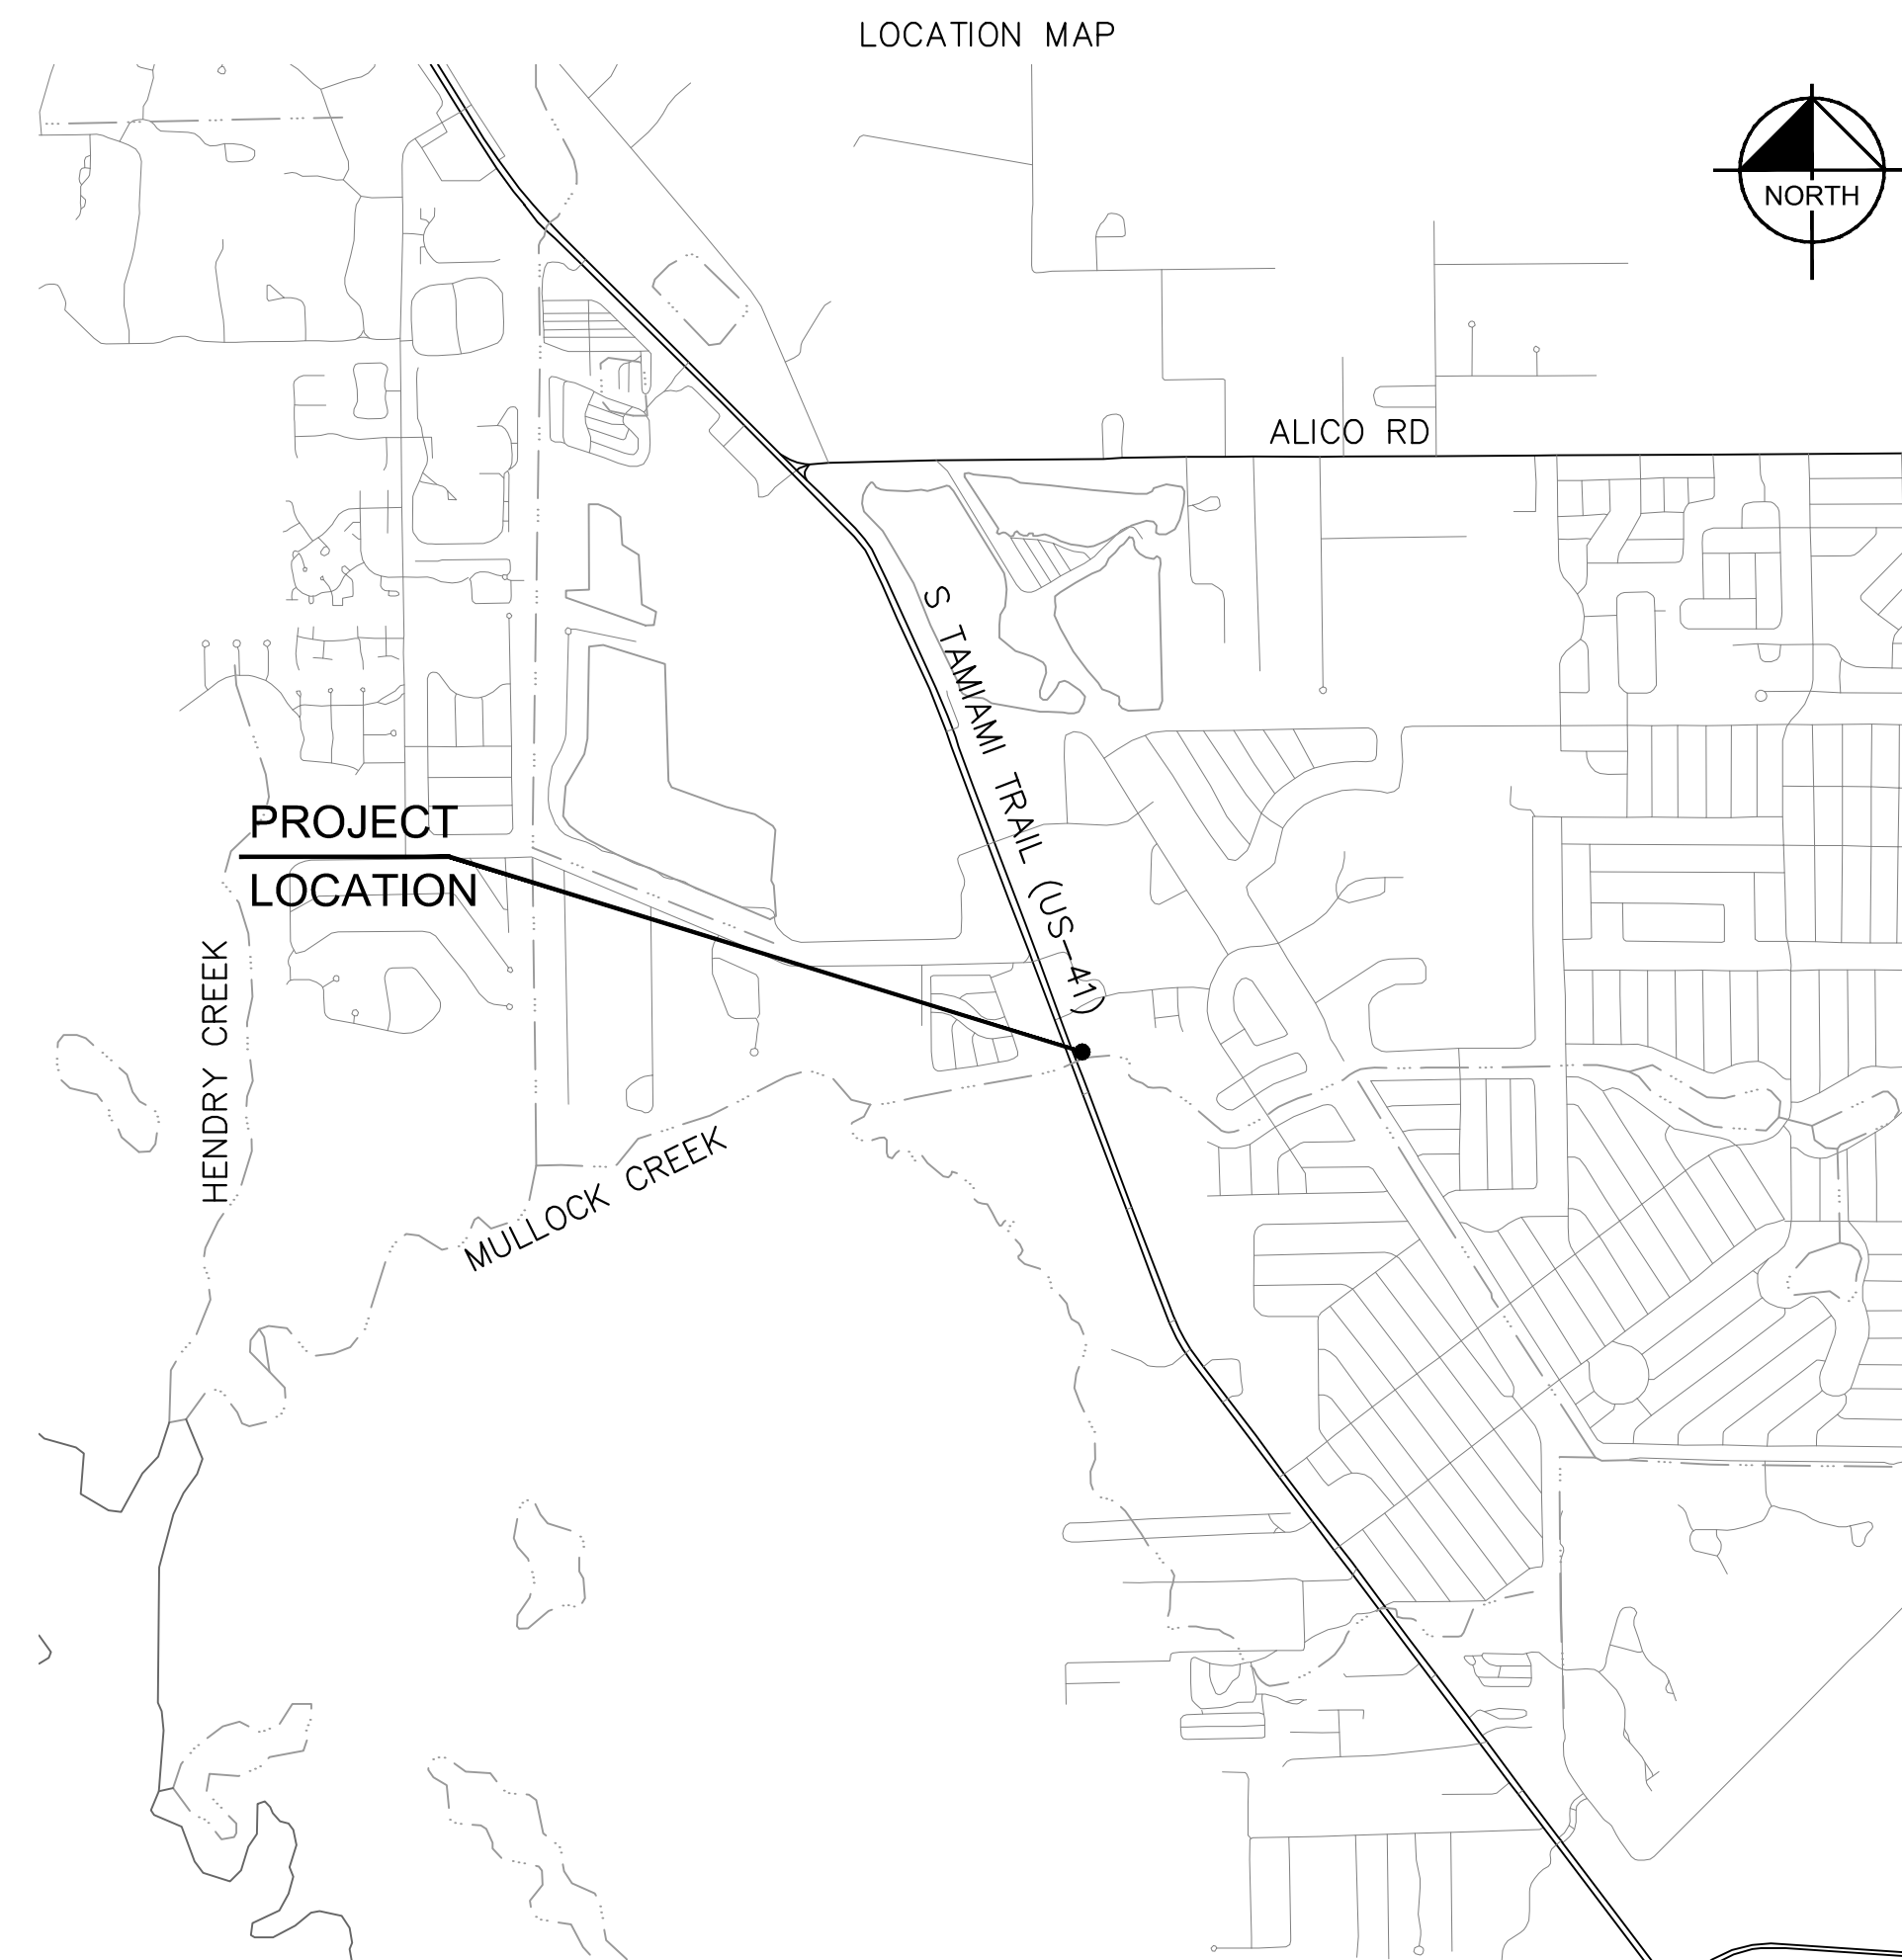 LOCATION MAP
NORTH
ALICO RD
S TAMIAMI TRAIL (US-41)
PROJECT
LOCATION
HENDRY CREEK
MULLOCK CREEK